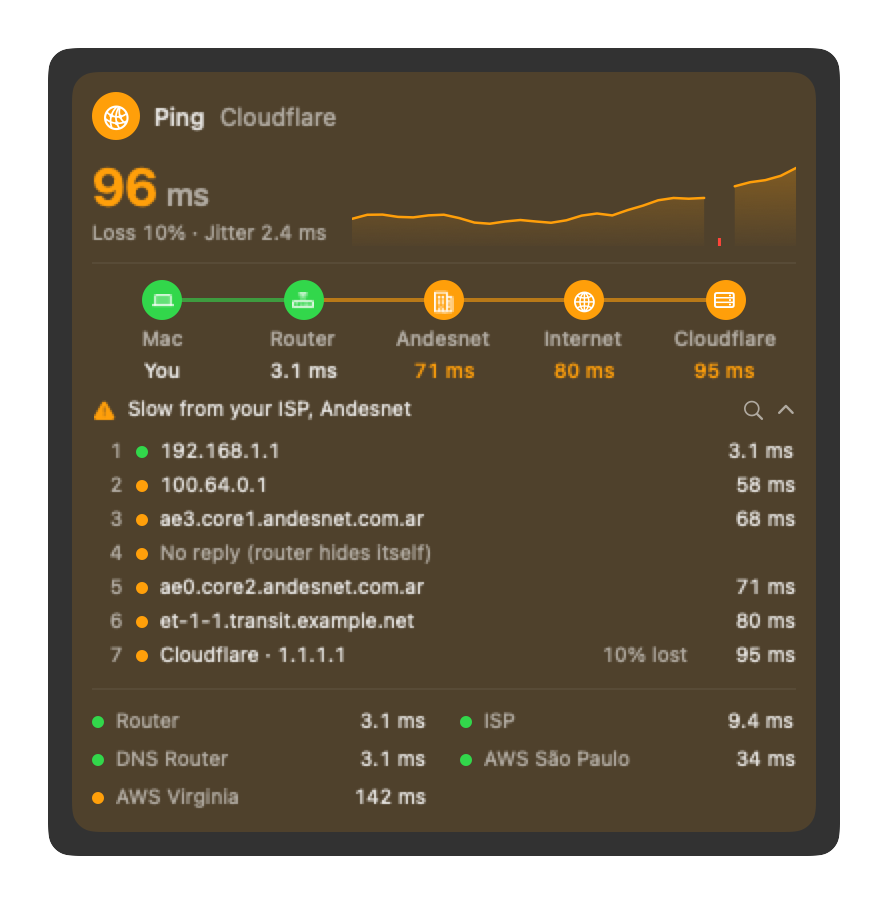 Ping Cloudflare
96 ms
Loss 10% · Jitter 2.4 ms
Mac Router Andesnet Internet Cloudflare
You 3.1 ms 71 ms 80 ms 95 ms
Slow from your ISP, Andesnet
1 192.168.1.1 3.1 ms
2 100.64.0.1 58 ms
3 ae3.core1.andesnet.com.ar 68 ms
4 No reply (router hides itself)
5 ae0.core2.andesnet.com.ar 71 ms
6 et-1-1.transit.example.net 80 ms
7 Cloudflare · 1.1.1.1 10% lost 95 ms
Router 3.1 ms ISP 9.4 ms
DNS Router 3.1 ms AWS São Paulo 34 ms
AWS Virginia 142 ms